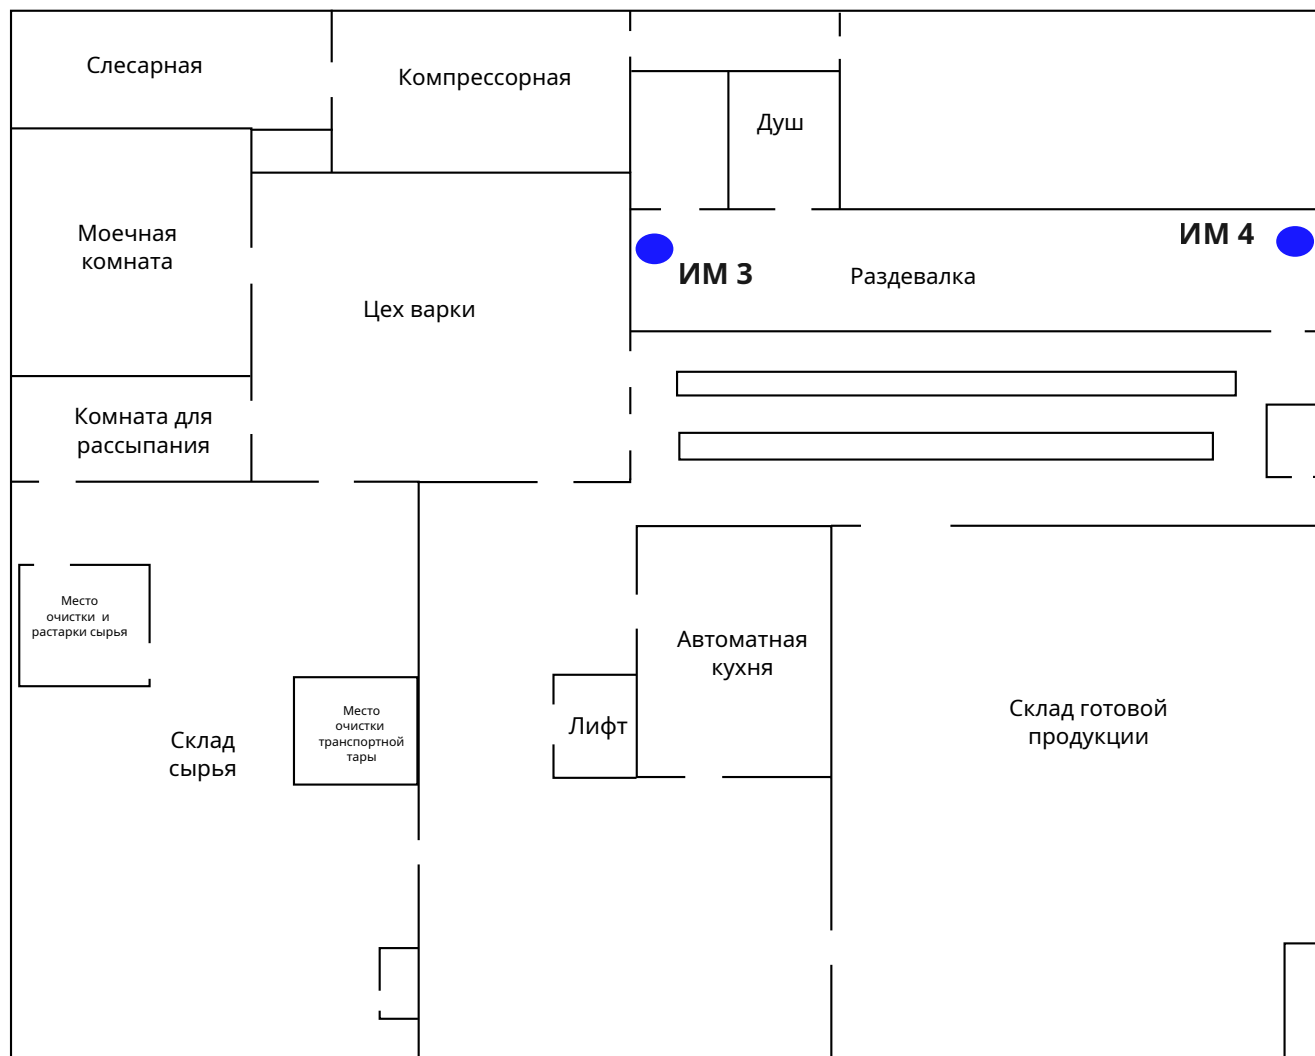 Слесарная
Компрессорная
Душ
Моечная
комната
ИМ 3
ИМ 4
Раздевалка
Цех варки
Комната для
рассыпания
Место
очистки и
растарки сырья
Автоматная
кухня
Место
очистки
транспортной
тары
Лифт
Склад
сырья
Склад готовой
продукции